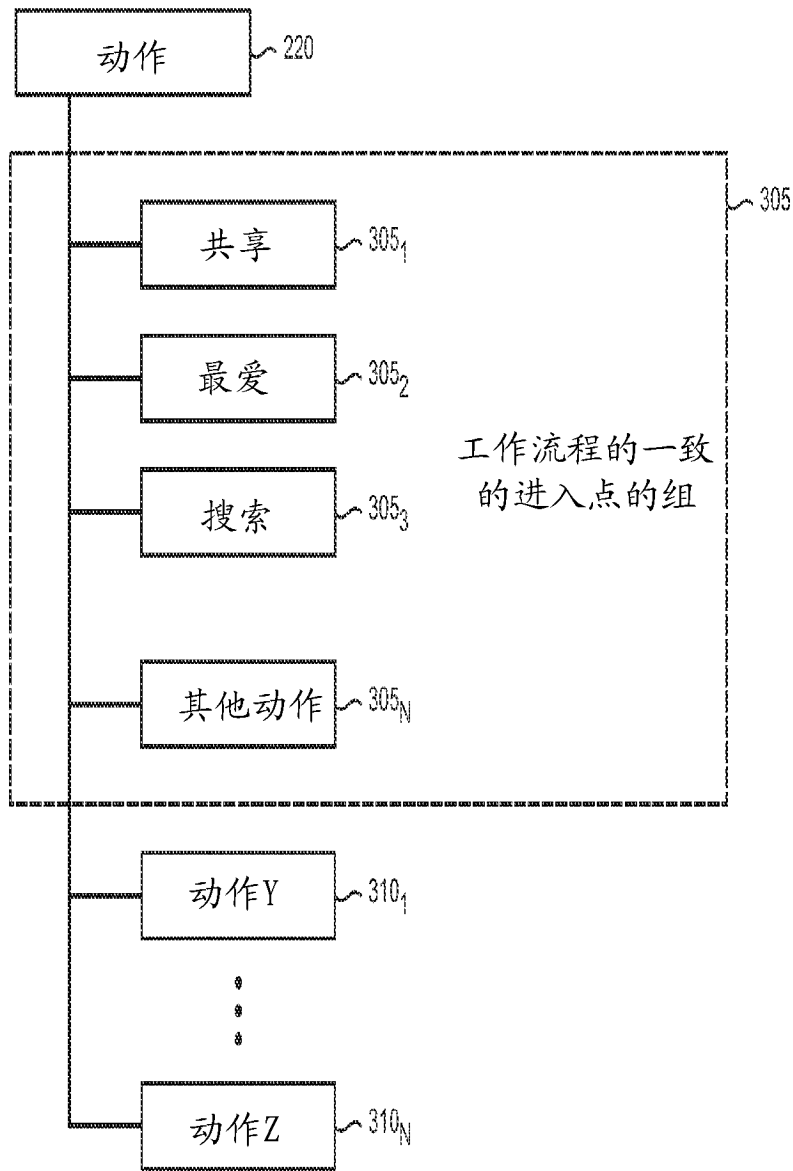 动作
220
305
共享
305₁
最爱
305₂
工作流程的一致
的进入点的组
搜索
305₃
其他动作
305N
动作Y
310₁
动作Z
310N